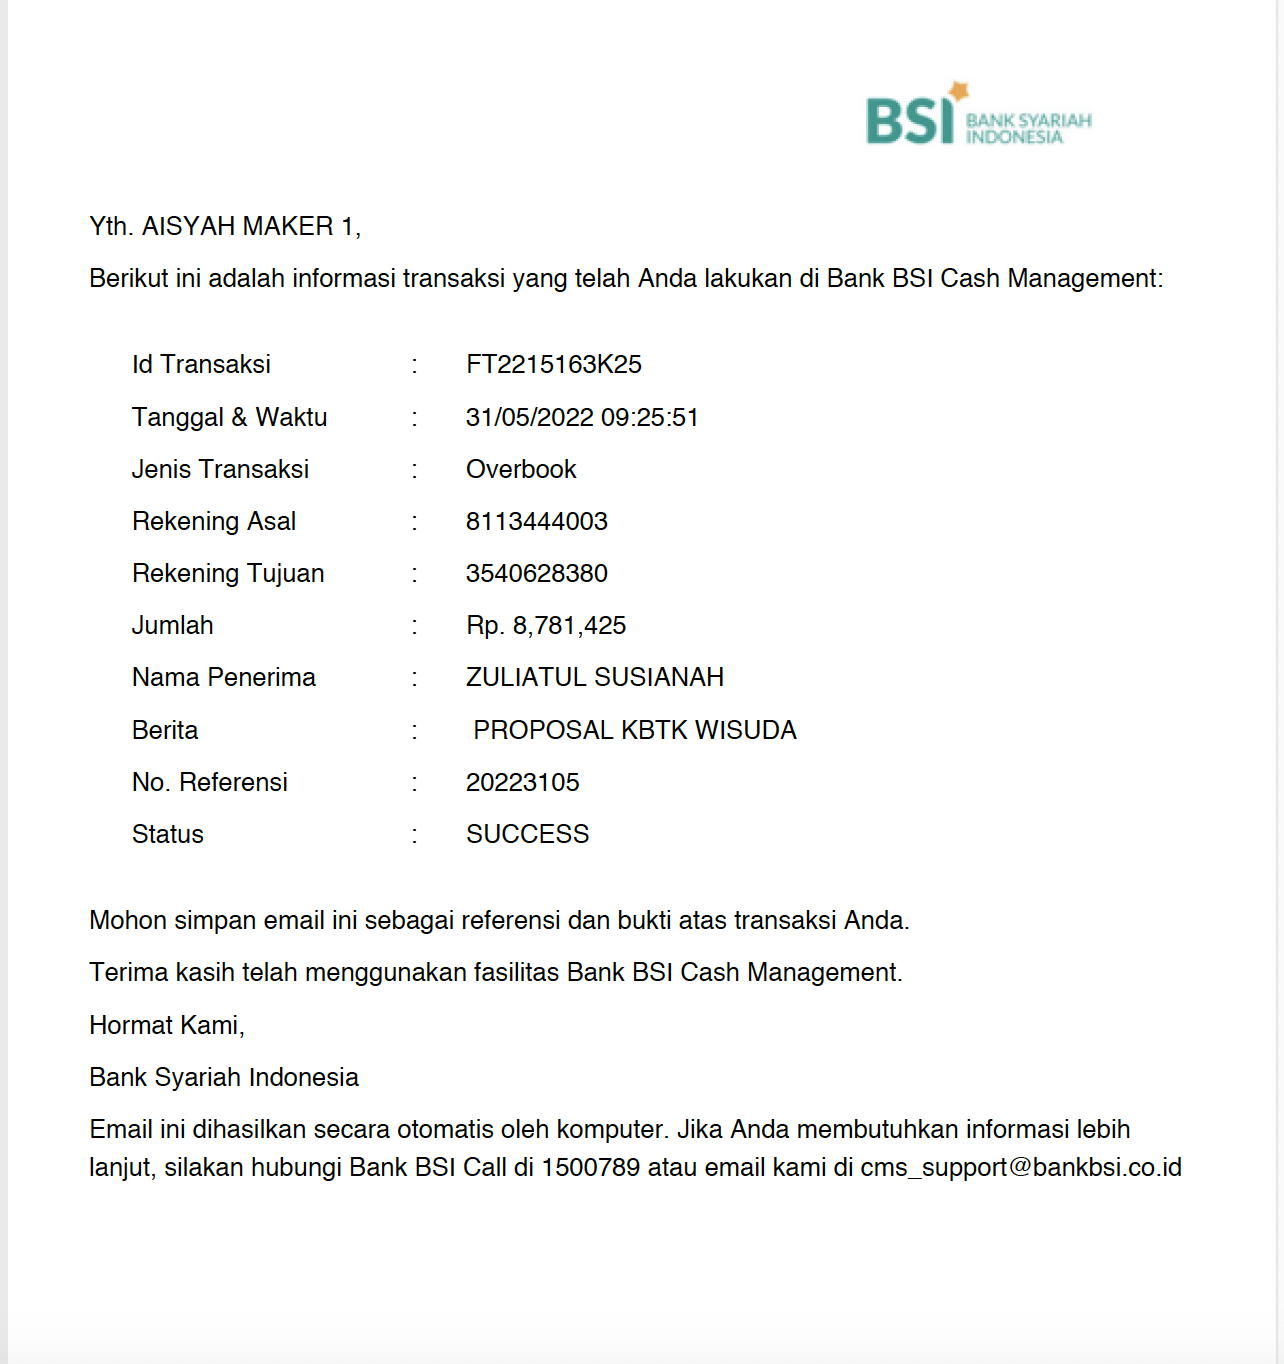 BSI BANK SYARIAH
INDONESIA
Yth. AISYAH MAKER 1,
Berikut ini adalah informasi transaksi yang telah Anda lakukan di Bank BSI Cash Management:
Id Transaksi : FT2215163K25
Tanggal & Waktu : 31/05/2022 09:25:51
Jenis Transaksi : Overbook
Rekening Asal : 8113444003
Rekening Tujuan : 3540628380
Jumlah : Rp. 8,781,425
Nama Penerima : ZULIATUL SUSIANAH
Berita : PROPOSAL KBTK WISUDA
No. Referensi : 20223105
Status : SUCCESS
Mohon simpan email ini sebagai referensi dan bukti atas transaksi Anda.
Terima kasih telah menggunakan fasilitas Bank BSI Cash Management.
Hormat Kami,
Bank Syariah Indonesia
Email ini dihasilkan secara otomatis oleh komputer. Jika Anda membutuhkan informasi lebih
lanjut, silakan hubungi Bank BSI Call di 1500789 atau email kami di cms_support@bankbsi.co.id